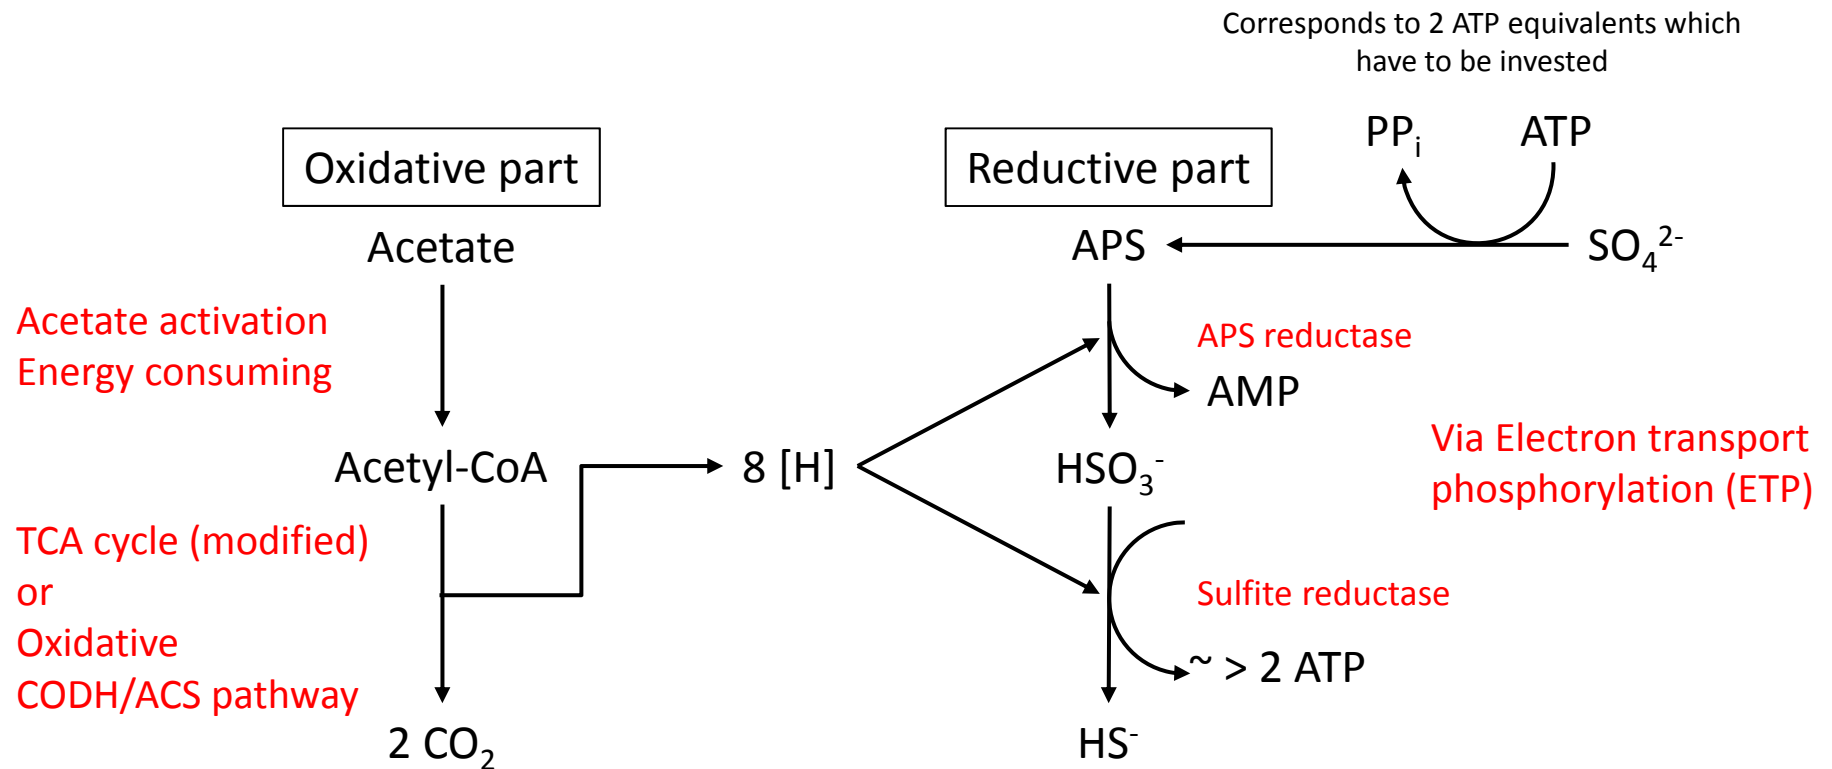 Corresponds to 2 ATP equivalents which
have to be invested
PPᵢ
ATP
Oxidative part
Reductive part
Acetate
APS
SO₄²⁻
Acetate activation
Energy consuming
APS reductase
AMP
Acetyl-CoA
8 [H]
HSO₃⁻
Via Electron transport
phosphorylation (ETP)
TCA cycle (modified)
or
Oxidative
CODH/ACS pathway
Sulfite reductase
~ > 2 ATP
2 CO₂
HS⁻